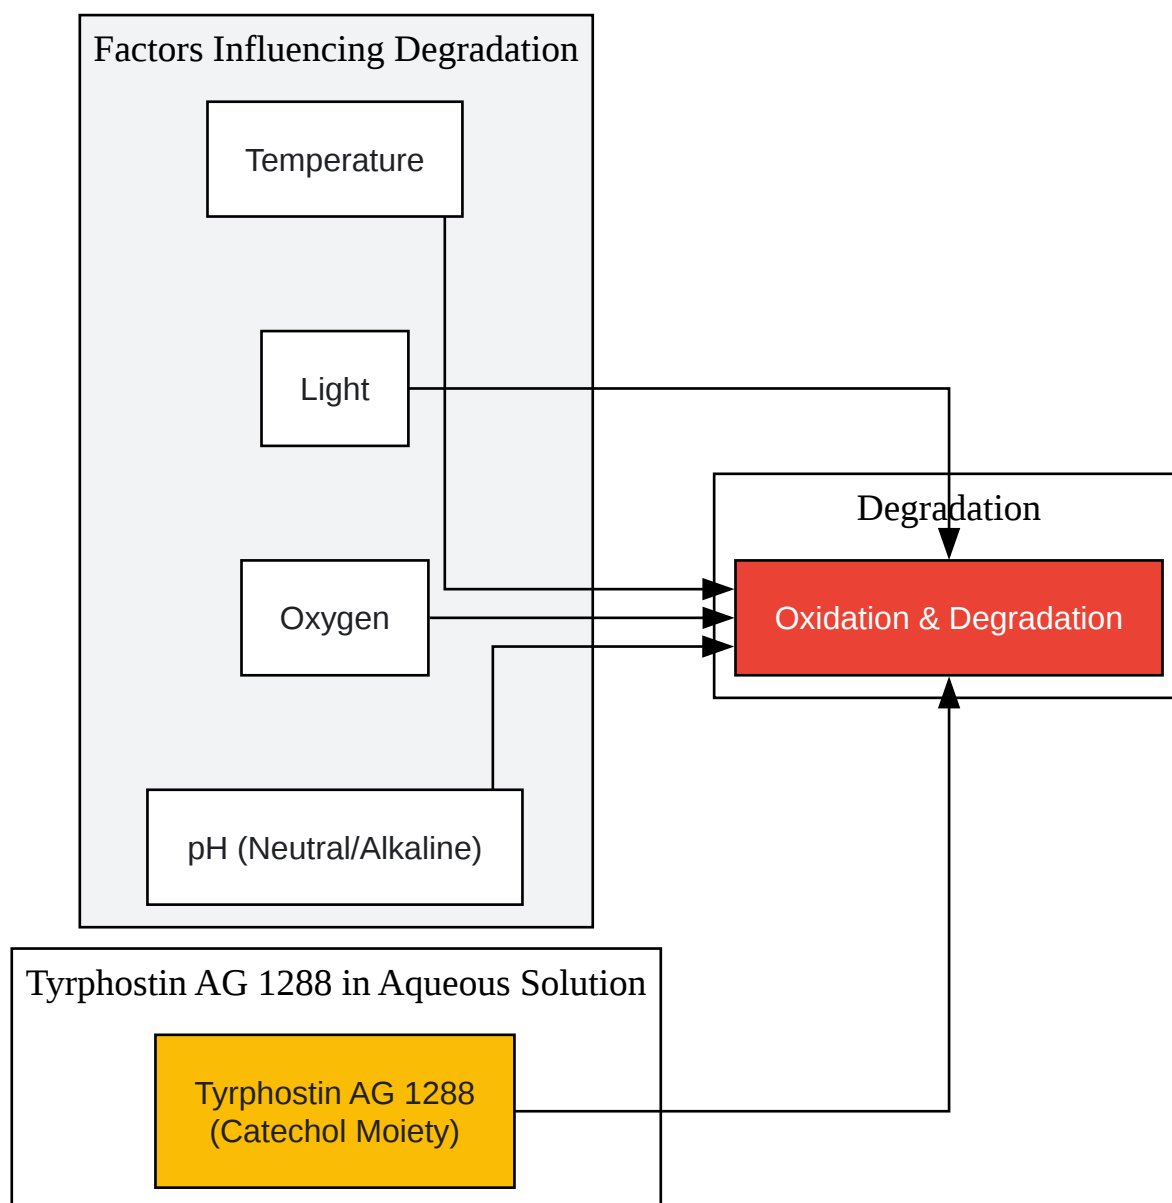 Factors Influencing Degradation
Temperature
Light
Degradation
Oxygen
Oxidation & Degradation
pH (Neutral/Alkaline)
Tyrphostin AG 1288 in Aqueous Solution
Tyrphostin AG 1288
(Catechol Moiety)